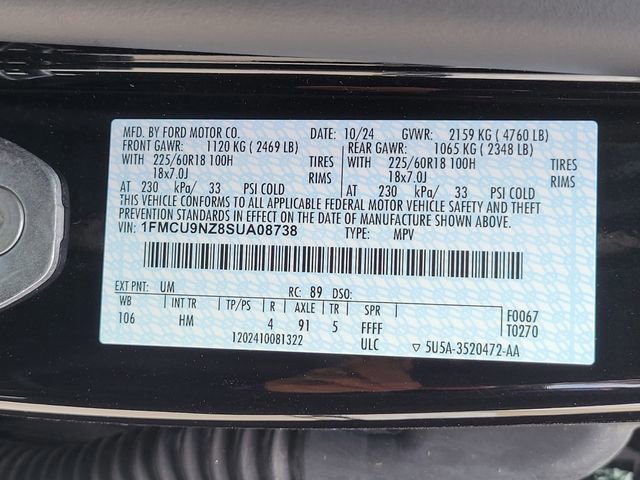 MFD. BY FORD MOTOR CO. DATE: 10/24 GVWR: 2159 KG (4760 LB)
FRONT GAWR: 1120 KG (2469 LB) REAR GAWR: 1065 KG (2348 LB)
WITH 225/60R18 100H TIRES WITH 225/60R18 100H TIRES
18x7.0J RIMS 18x7.0J RIMS
AT 230 kPa/ 33 PSI COLD AT 230 kPa/ 33 PSI COLD
THIS VEHICLE CONFORMS TO ALL APPLICABLE FEDERAL MOTOR VEHICLE SAFETY AND THEFT
PREVENTION STANDARDS IN EFFECT ON THE DATE OF MANUFACTURE SHOWN ABOVE.
VIN: 1FMCU9NZ8SUA08738 TYPE: MPV
EXT PNT: UM RC: 89 DSO:
WB INT TR TP/PS R AXLE TR SPR F0067
106 HM 4 91 5 FFFF T0270
1202410081322 ULC ▽ 5U5A-3520472-AA